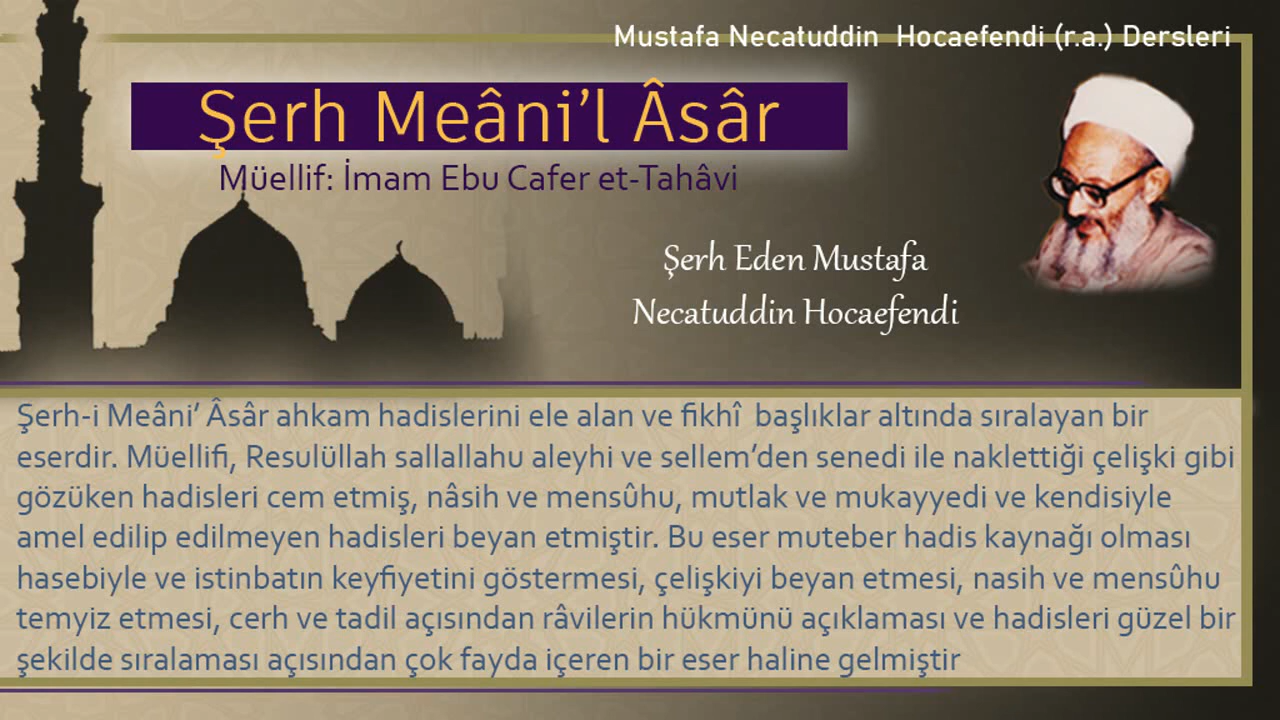 Mustafa Necatuddin Hocaefendi (r.a.) Dersleri
Şerh Meâni’l Âsâr
Müellif: İmam Ebu Cafer et-Tahâvi
Şerh Eden Mustafa
Necatuddin Hocaefendi
Şerh-i Meâni’ Âsâr ahkam hadislerini ele alan ve fikhî başlıklar altında sıralayan bir
eserdir. Müellifi, Resulüllah sallallahu aleyhi ve sellem’den senedi ile naklettiği çelişki gibi
gözüken hadisleri cem etmiş, nâsih ve mensûhu, mutlak ve mukayyedi ve kendisiyle
amel edilip edilmeyen hadisleri beyan etmiştir. Bu eser muteber hadis kaynağı olması
hasebiyle ve istinbatın keyfiyetini göstermesi, çelişkiyi beyan etmesi, nasih ve mensûhu
temyiz etmesi, cerh ve tadil açısından râvilerin hükmünü açıklaması ve hadisleri güzel bir
şekilde sıralaması açısından çok fayda içeren bir eser haline gelmiştir